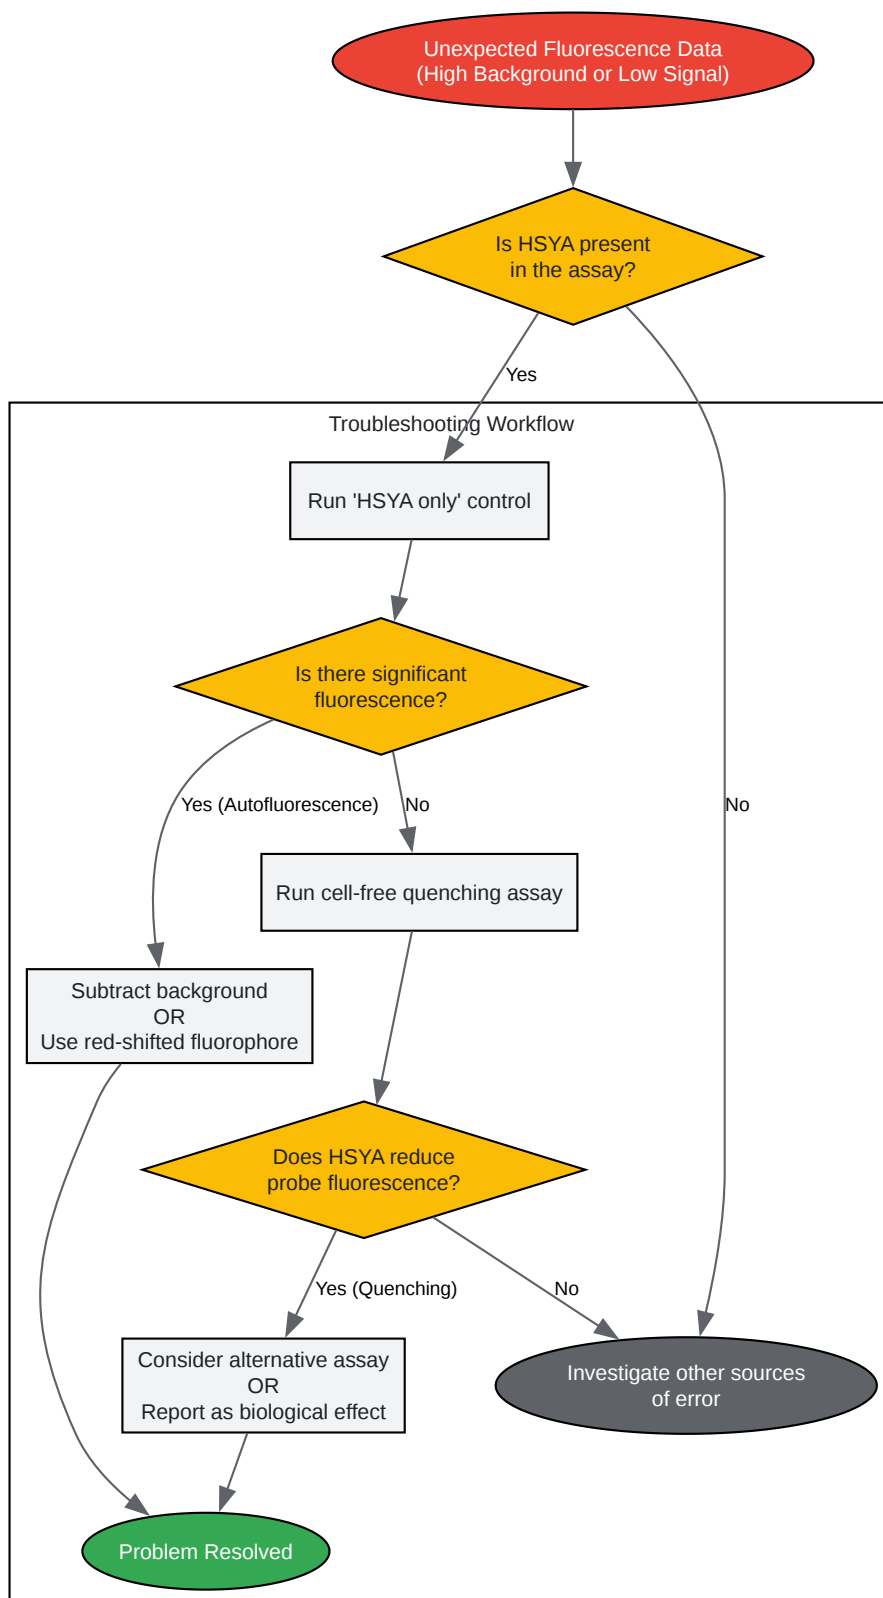 Unexpected Fluorescence Data
(High Background or Low Signal)
Is HSYA present
in the assay?
Yes
Troubleshooting Workflow
Run 'HSYA only' control
Is there significant
fluorescence?
Yes (Autofluorescence)
No
No
Run cell-free quenching assay
Subtract background
OR
Use red-shifted fluorophore
Does HSYA reduce
probe fluorescence?
Yes (Quenching)
No
Consider alternative assay
OR
Report as biological effect
Investigate other sources
of error
Problem Resolved